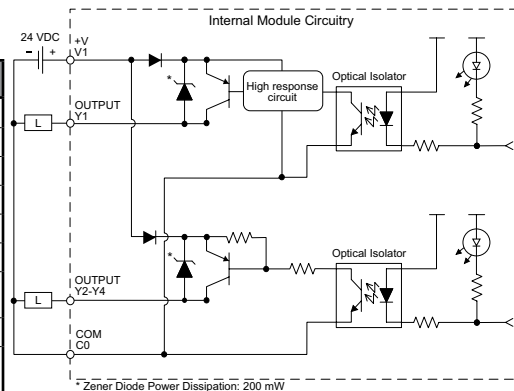 Internal Module Circuitry
24 VDC
- +
+V
V1
*
High response
circuit
Optical Isolator
L
OUTPUT
Y1
*
Optical Isolator
L
OUTPUT
Y2-Y4
COM
C0
* Zener Diode Power Dissipation: 200 mW